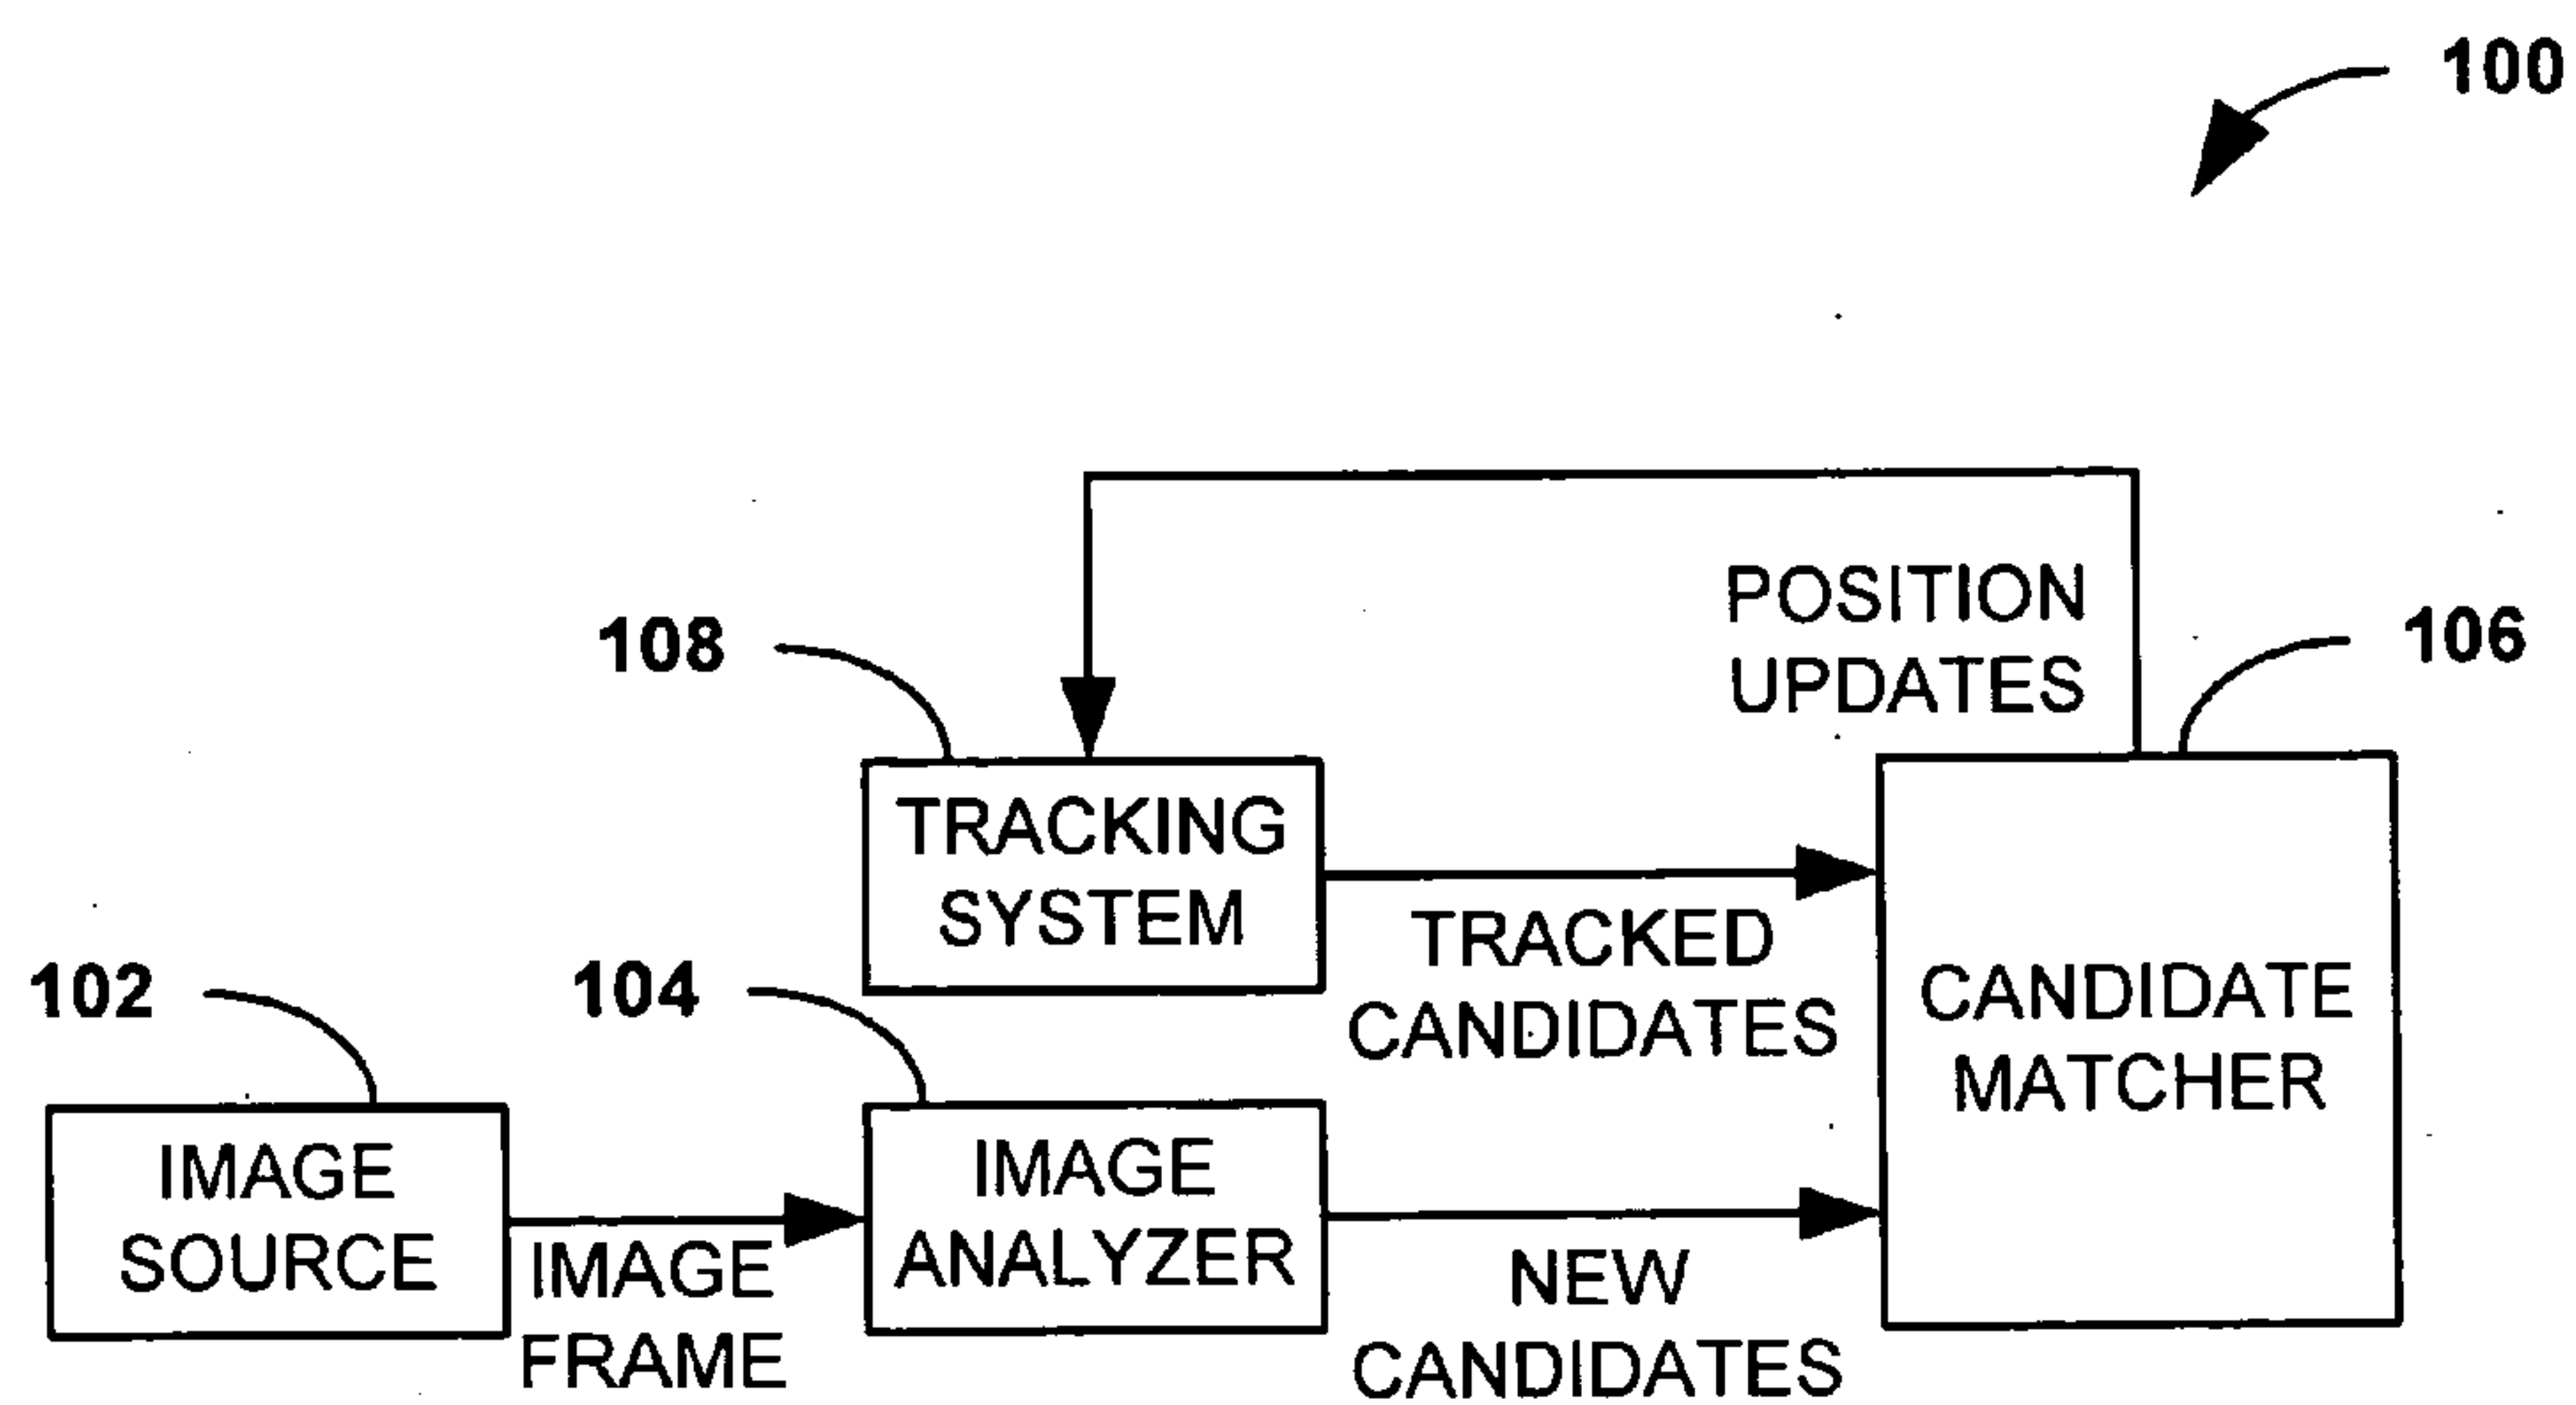 100
POSITION
UPDATES
108
106
TRACKING
SYSTEM
TRACKED
CANDIDATES
102
104
CANDIDATE
MATCHER
IMAGE
SOURCE
IMAGE
FRAME
IMAGE
ANALYZER
NEW
CANDIDATES